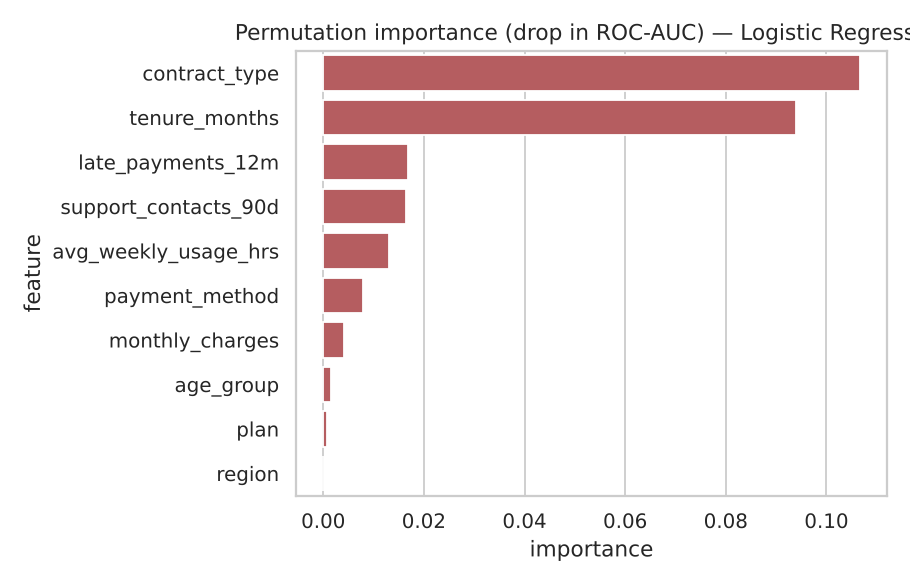 Permutation importance (drop in ROC-AUC) — Logistic Regress
contract_type
tenure_months
late_payments_12m
support_contacts_90d
avg_weekly_usage_hrs
payment_method
monthly_charges
age_group
plan
region
feature
0.00 0.02 0.04 0.06 0.08 0.10
importance